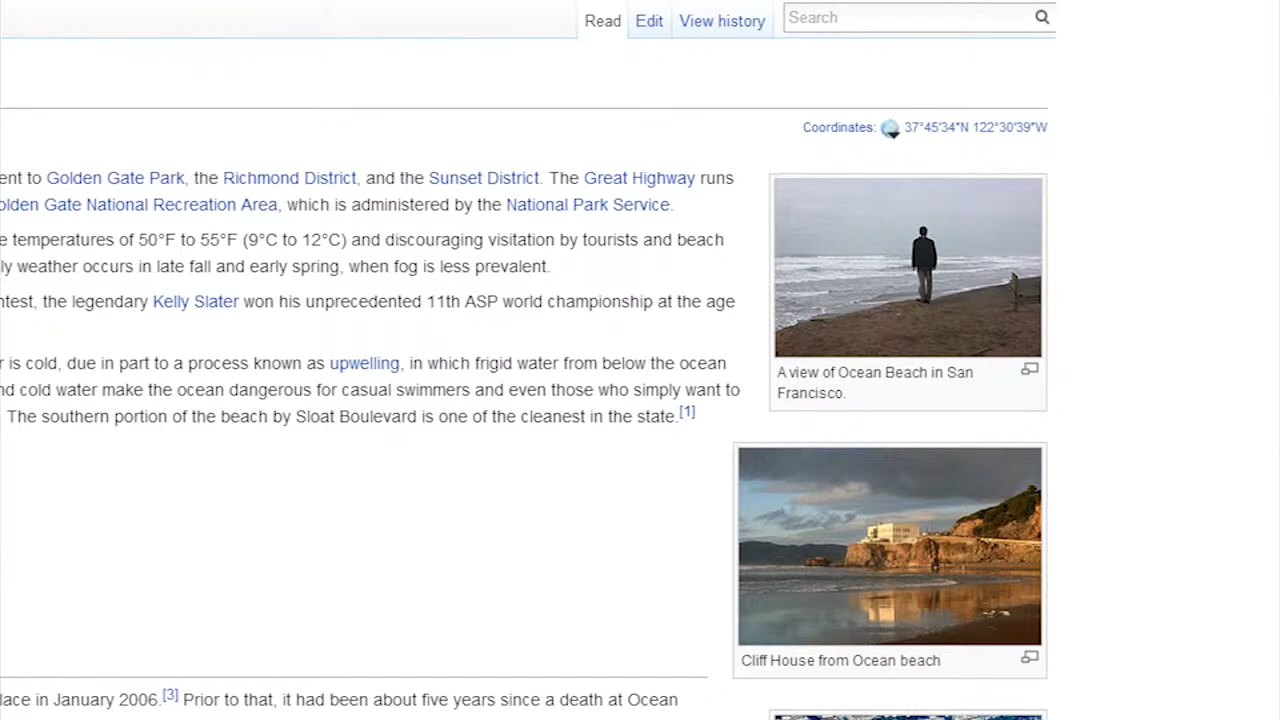 Read Edit View history Search
Coordinates: 37°45′34″N 122°30′39″W
ent to Golden Gate Park, the Richmond District, and the Sunset District. The Great Highway runs
olden Gate National Recreation Area, which is administered by the National Park Service.
e temperatures of 50°F to 55°F (9°C to 12°C) and discouraging visitation by tourists and beach
ly weather occurs in late fall and early spring, when fog is less prevalent.
ntest, the legendary Kelly Slater won his unprecedented 11th ASP world championship at the age
r is cold, due in part to a process known as upwelling, in which frigid water from below the ocean
nd cold water make the ocean dangerous for casual swimmers and even those who simply want to
The southern portion of the beach by Sloat Boulevard is one of the cleanest in the state.[1]
A view of Ocean Beach in San
Francisco.
Cliff House from Ocean beach
lace in January 2006.[3] Prior to that, it had been about five years since a death at Ocean